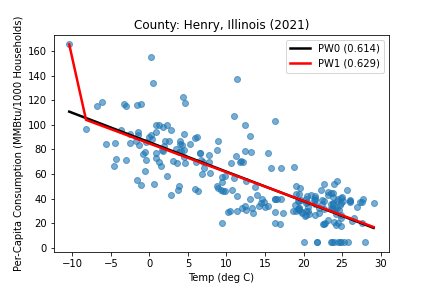 County: Henry, Illinois (2021)
Per-Capita Consumption (MMBtu/1000 Households)
160
140
120
100
80
60
40
20
0
PW0 (0.614)
PW1 (0.629)
−10 −5 0 5 10 15 20 25 30
Temp (deg C)